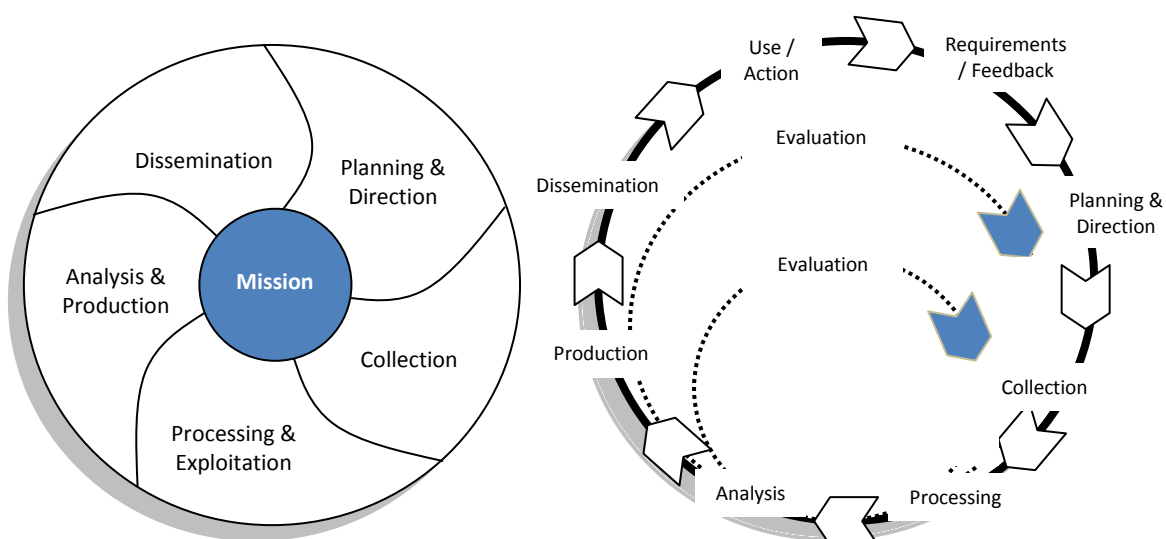 Dissemination
Planning &
Direction
Analysis &
Production
Mission
Collection
Processing &
Exploitation
Use /
Action
Requirements
/ Feedback
Evaluation
Dissemination
Planning &
Direction
Evaluation
Production
Collection
Analysis
Processing